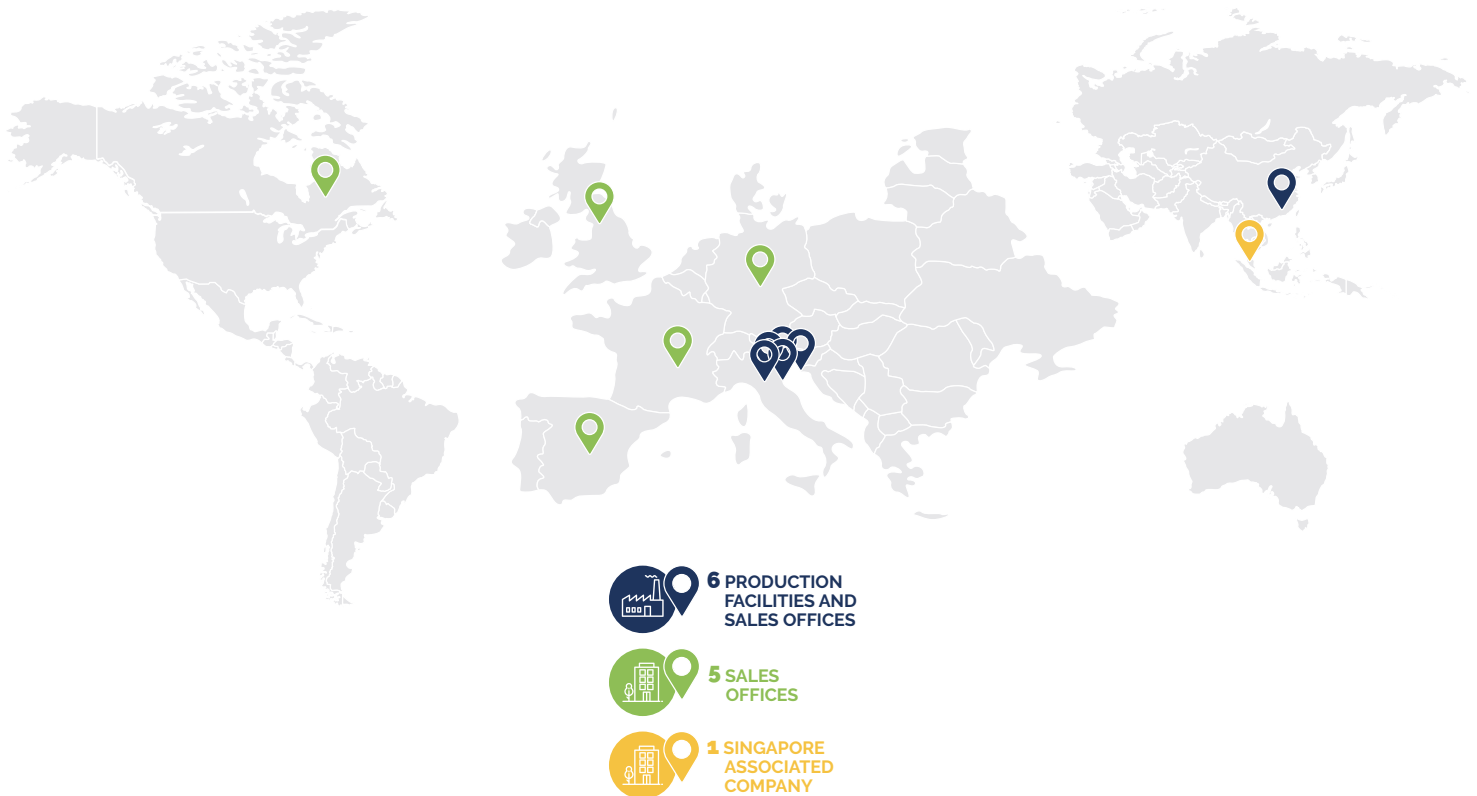 6 PRODUCTION
FACILITIES AND
SALES OFFICES
5 SALES
OFFICES
1 SINGAPORE
ASSOCIATED
COMPANY